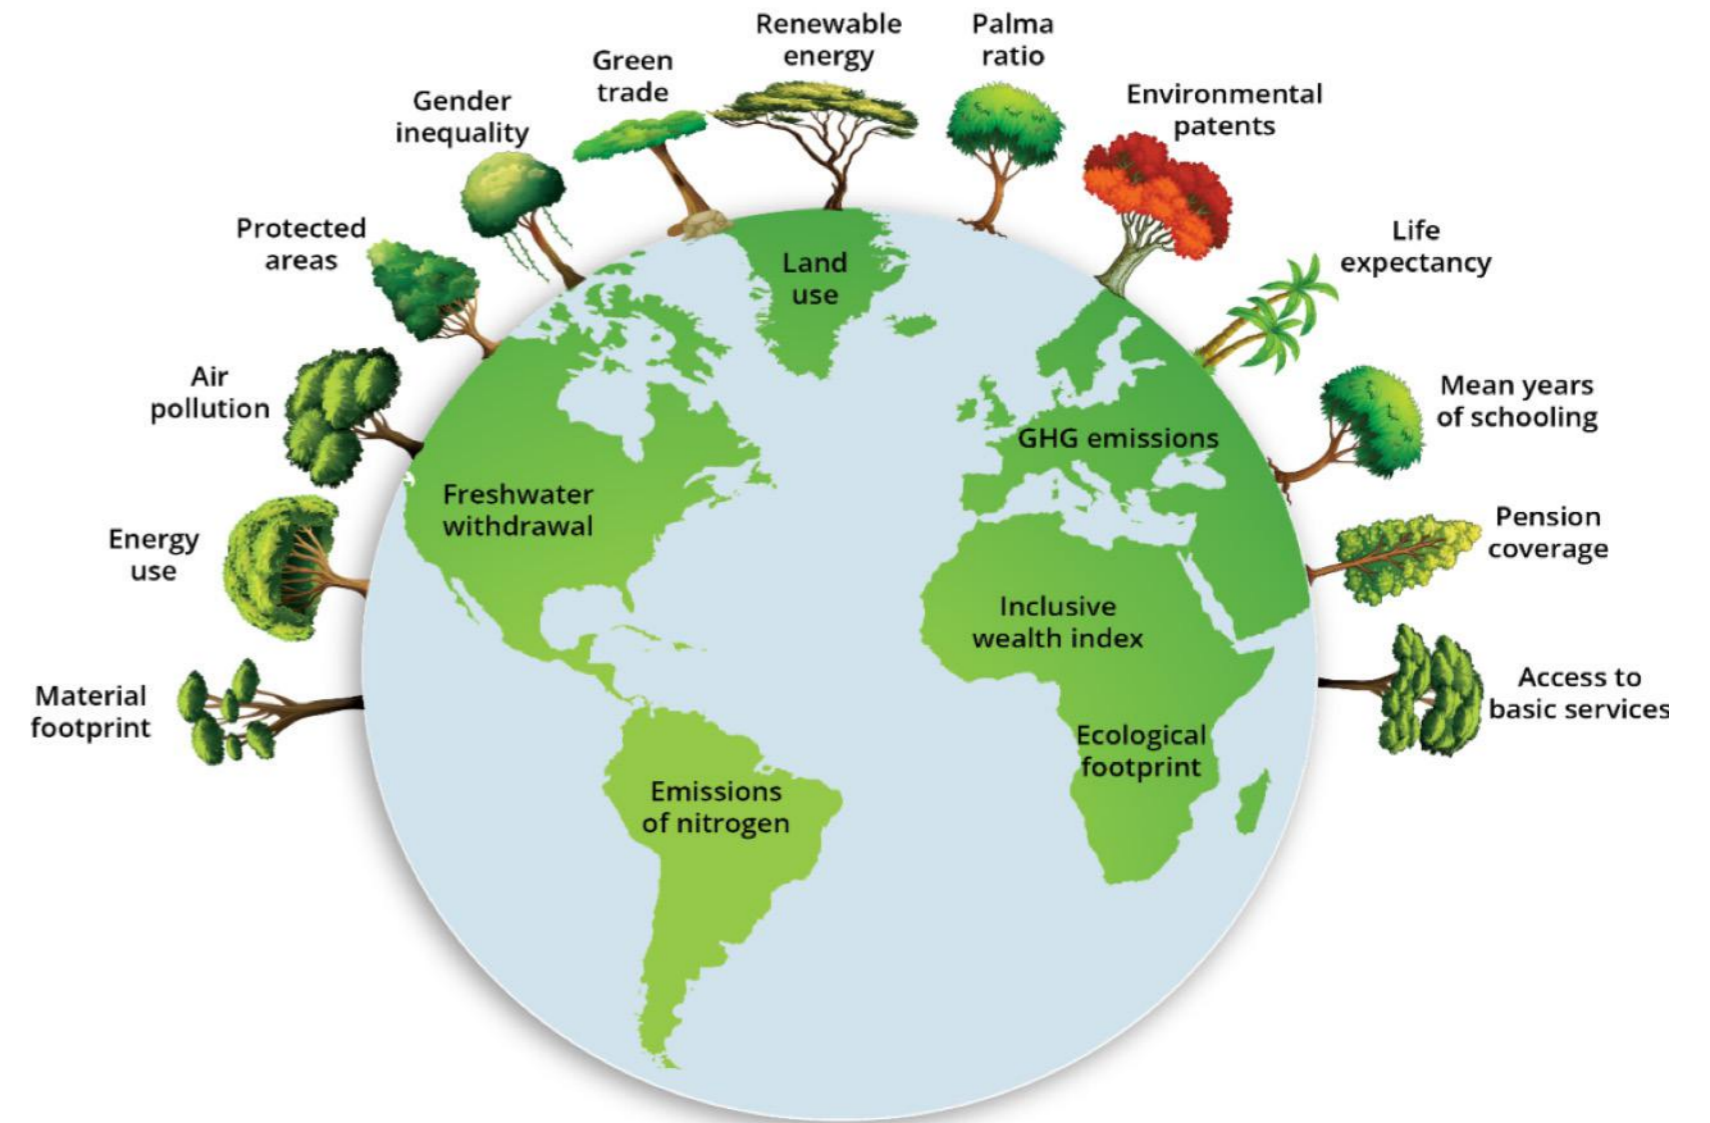 Renewable
energy
Palma
ratio
Green
trade
Environmental
patents
Gender
inequality
Protected
areas
Life
expectancy
Land
use
Air
pollution
Mean years
of schooling
GHG emissions
Freshwater
withdrawal
Energy
use
Pension
coverage
Inclusive
wealth index
Material
footprint
Access to
basic services
Ecological
footprint
Emissions
of nitrogen